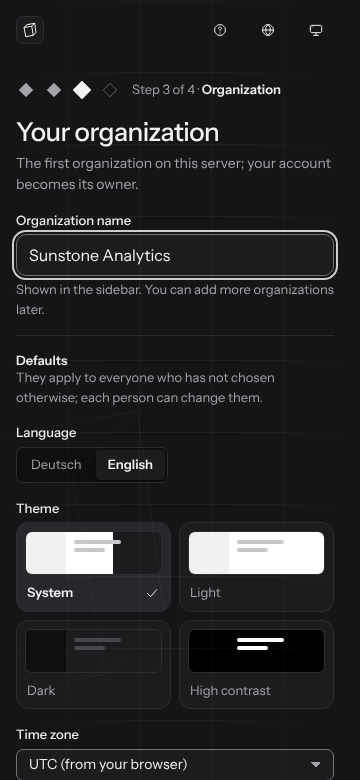 Step 3 of 4 · Organization
Your organization
The first organization on this server; your account
becomes its owner.
Organization name
Sunstone Analytics
Shown in the sidebar. You can add more organizations
later.
Defaults
They apply to everyone who has not chosen
otherwise; each person can change them.
Language
Deutsch English
Theme
System Light
Dark High contrast
Time zone
UTC (from your browser)